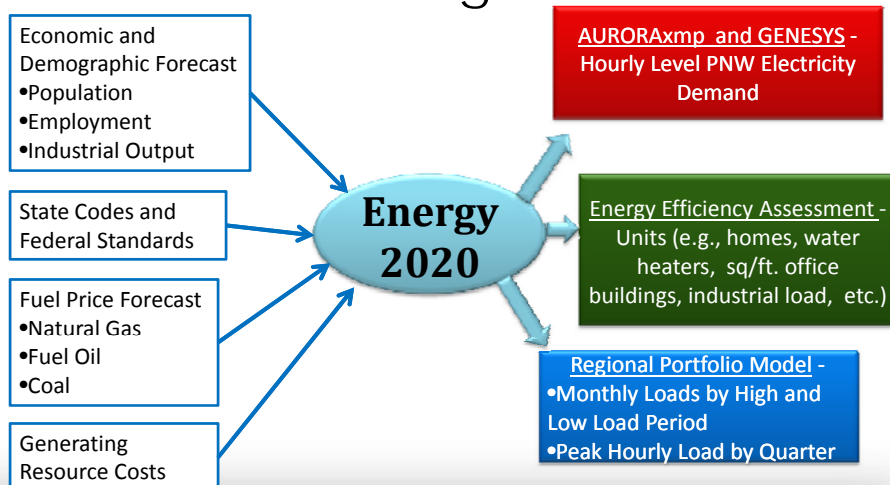 Economic and
Demographic Forecast
•Population
•Employment
•Industrial Output
State Codes and
Federal Standards
Fuel Price Forecast
•Natural Gas
•Fuel Oil
•Coal
Generating
Resource Costs
Energy
2020
AURORAxmp and GENESYS -
Hourly Level PNW Electricity
Demand
Energy Efficiency Assessment -
Units (e.g., homes, water
heaters, sq/ft. office
buildings, industrial load, etc.)
Regional Portfolio Model -
•Monthly Loads by High and
Low Load Period
•Peak Hourly Load by Quarter